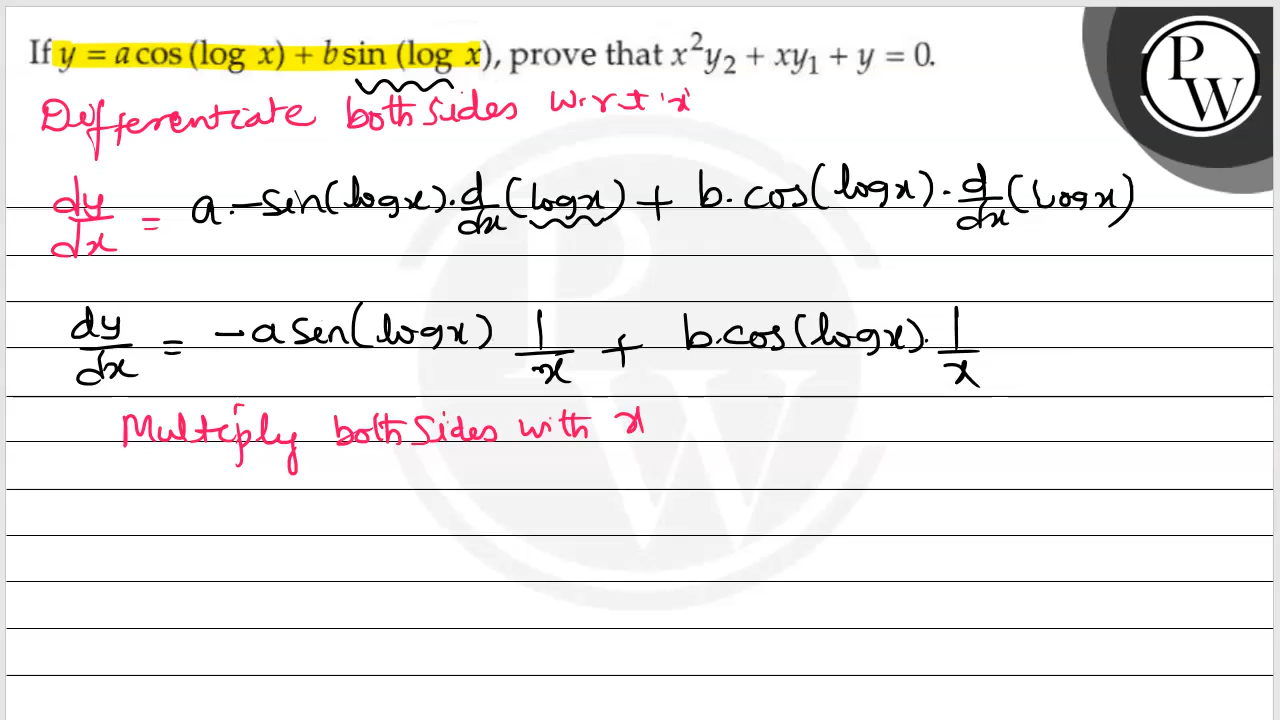 If y = a cos (log x) + b sin (log x), prove that x²y₂ + xy₁ + y = 0.
PW
Differentiate both sides w.r.t 'x'
dy/dx = a.-sin(logx).d/dx(logx) + b.cos(logx).d/dx(logx)
dy/dx = -a sin(logx) 1/x + b.cos(logx).1/x
Multiply both sides with x
PW